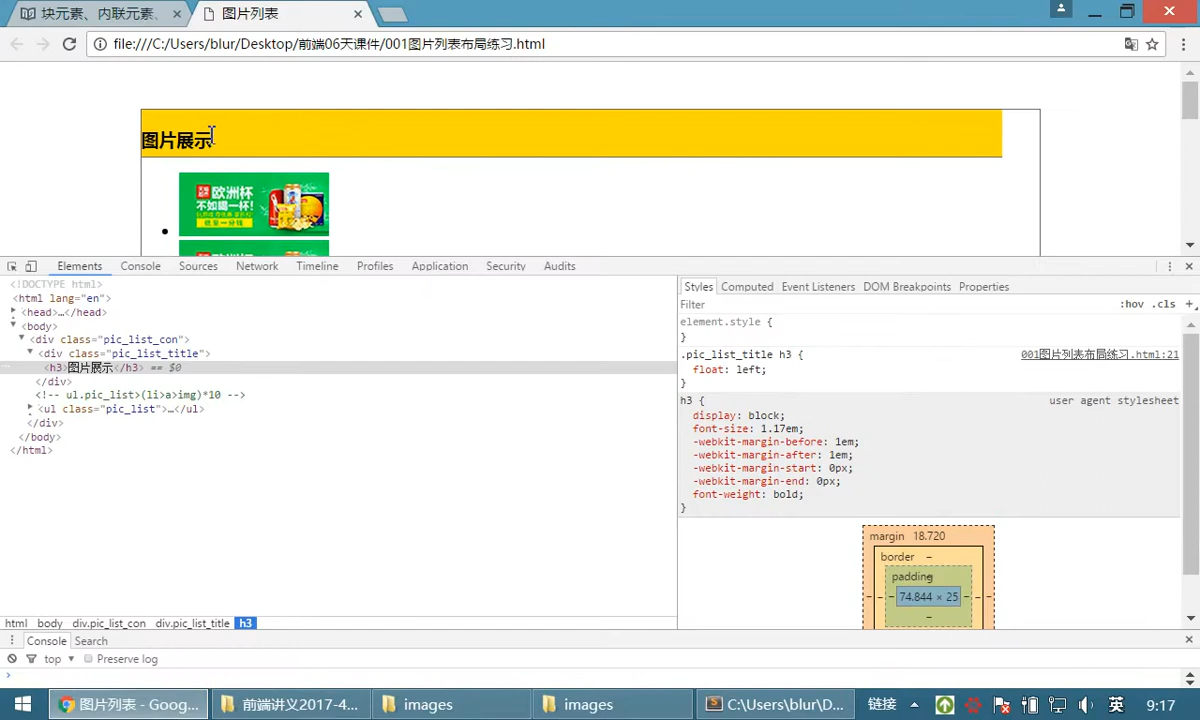 块元素、内联元素、
图片列表
file:///C:/Users/blur/Desktop/前端06天课件/001图片列表布局练习.html
图片展示
欧洲杯
不如喝一杯!
Elements Console Sources Network Timeline Profiles Application Security Audits
<!DOCTYPE html>
<html lang="en">
<head>…</head>
<body>
<div class="pic_list_con">
<div class="pic_list_title">
<h3>图片展示</h3> == $0
</div>
<!-- ul.pic_list>(li>a>img)*10 -->
<ul class="pic_list">…</ul>
</div>
</body>
</html>
html body div.pic_list_con div.pic_list_title h3
Styles Computed Event Listeners DOM Breakpoints Properties
Filter :hov .cls +
element.style {
}
.pic_list_title h3 { 001图片列表布局练习.html:21
float: left;
}
h3 { user agent stylesheet
display: block;
font-size: 1.17em;
-webkit-margin-before: 1em;
-webkit-margin-after: 1em;
-webkit-margin-start: 0px;
-webkit-margin-end: 0px;
font-weight: bold;
}
margin 18.720
border –
padding –
– – – 74.844 × 25 – – –
–
Console Search
top Preserve log
>
图片列表 - Goog... 前端讲义2017-4... images images C:\Users\blur\D... 链接 英 9:17